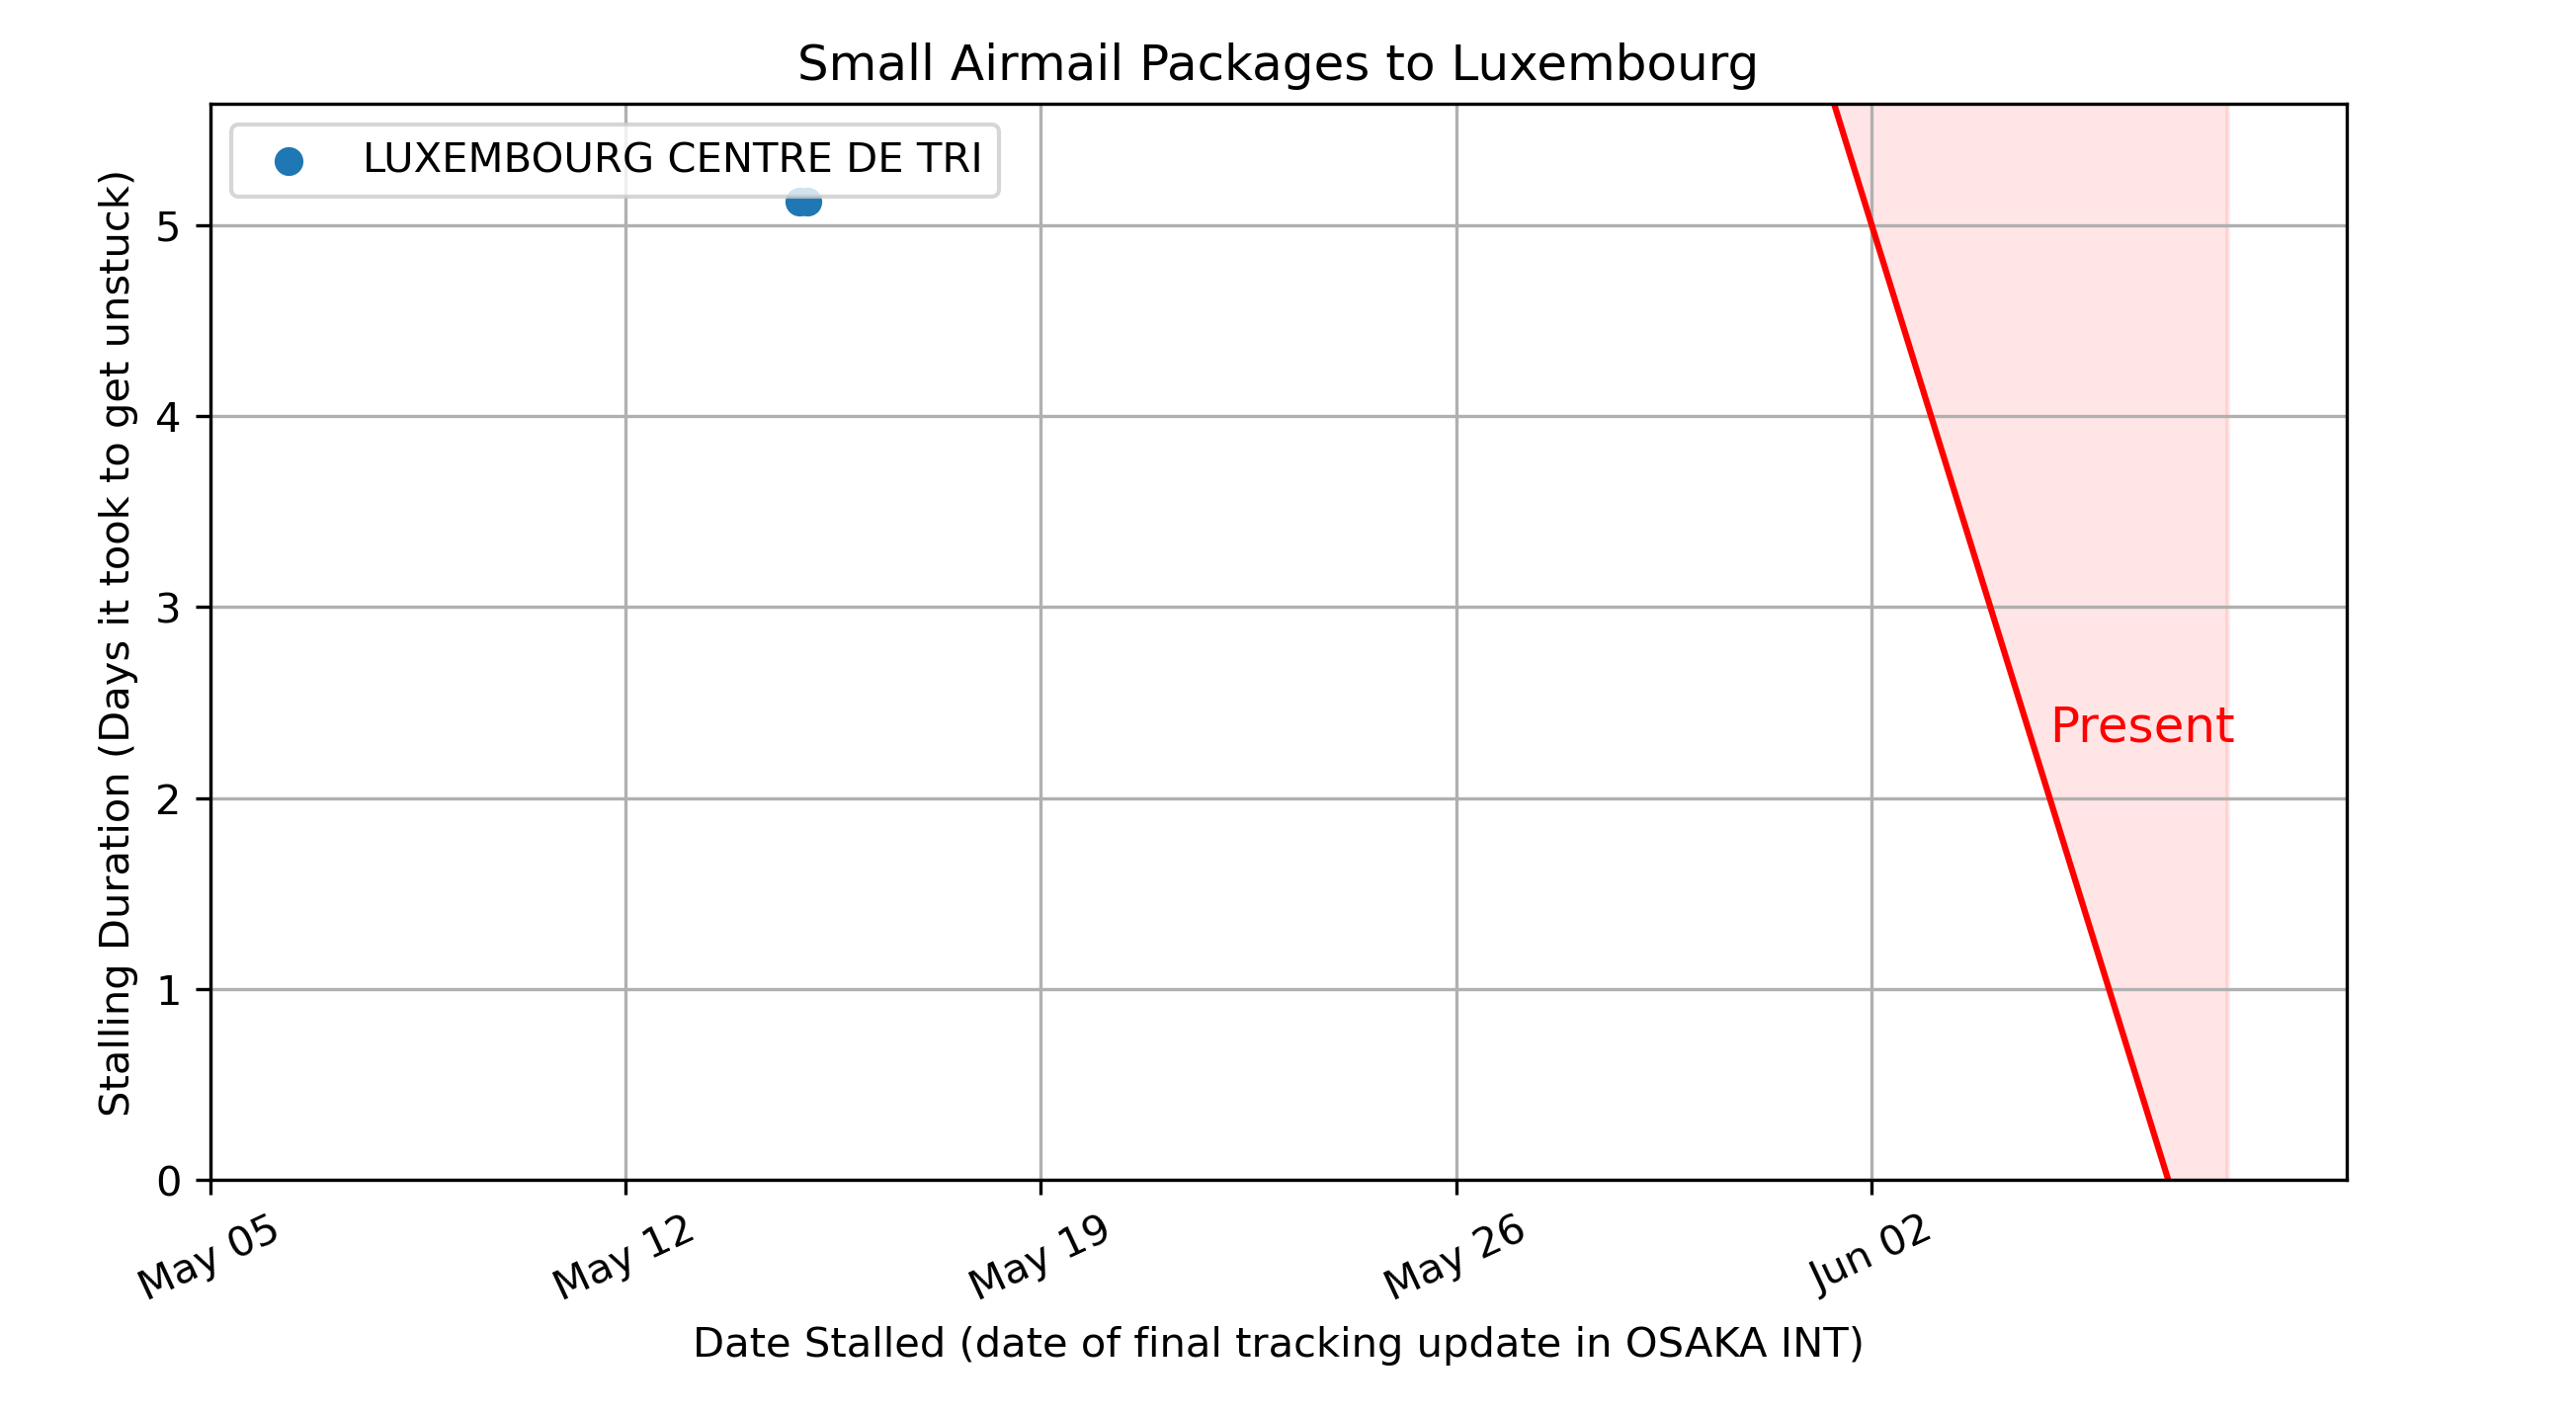 Small Airmail Packages to Luxembourg
LUXEMBOURG CENTRE DE TRI
Stalling Duration (Days it took to get unstuck)
5
4
3
2
1
0
Present
May 05
May 12
May 19
May 26
Jun 02
Date Stalled (date of final tracking update in OSAKA INT)